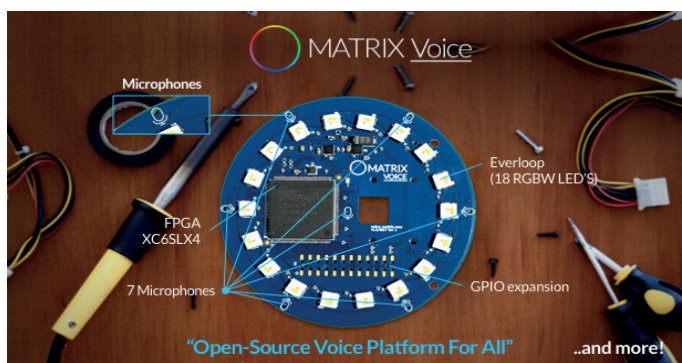 MATRIX Voice
Microphones
MATRIX
VOICE
Everloop
(18 RGBW LED'S)
FPGA
XC6SLX4
7 Microphones
GPIO expansion
"Open-Source Voice Platform For All"
..and more!